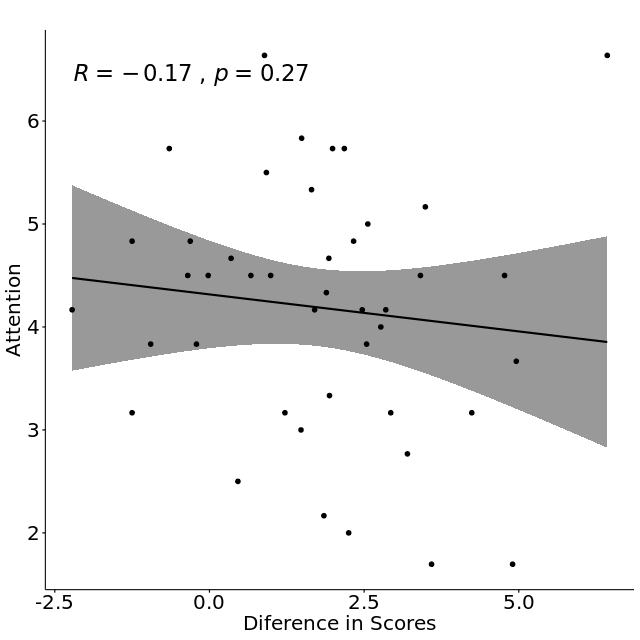 R = −0.17 , p = 0.27
6
5
4
3
2
Attention
-2.5 0.0 2.5 5.0
Diference in Scores